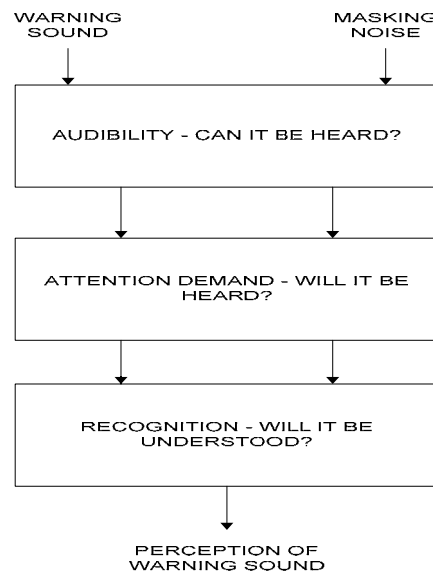 WARNING SOUND
MASKING NOISE
AUDIBILITY - CAN IT BE HEARD?
ATTENTION DEMAND - WILL IT BE
HEARD?
RECOGNITION - WILL IT BE
UNDERSTOOD?
PERCEPTION OF
WARNING SOUND